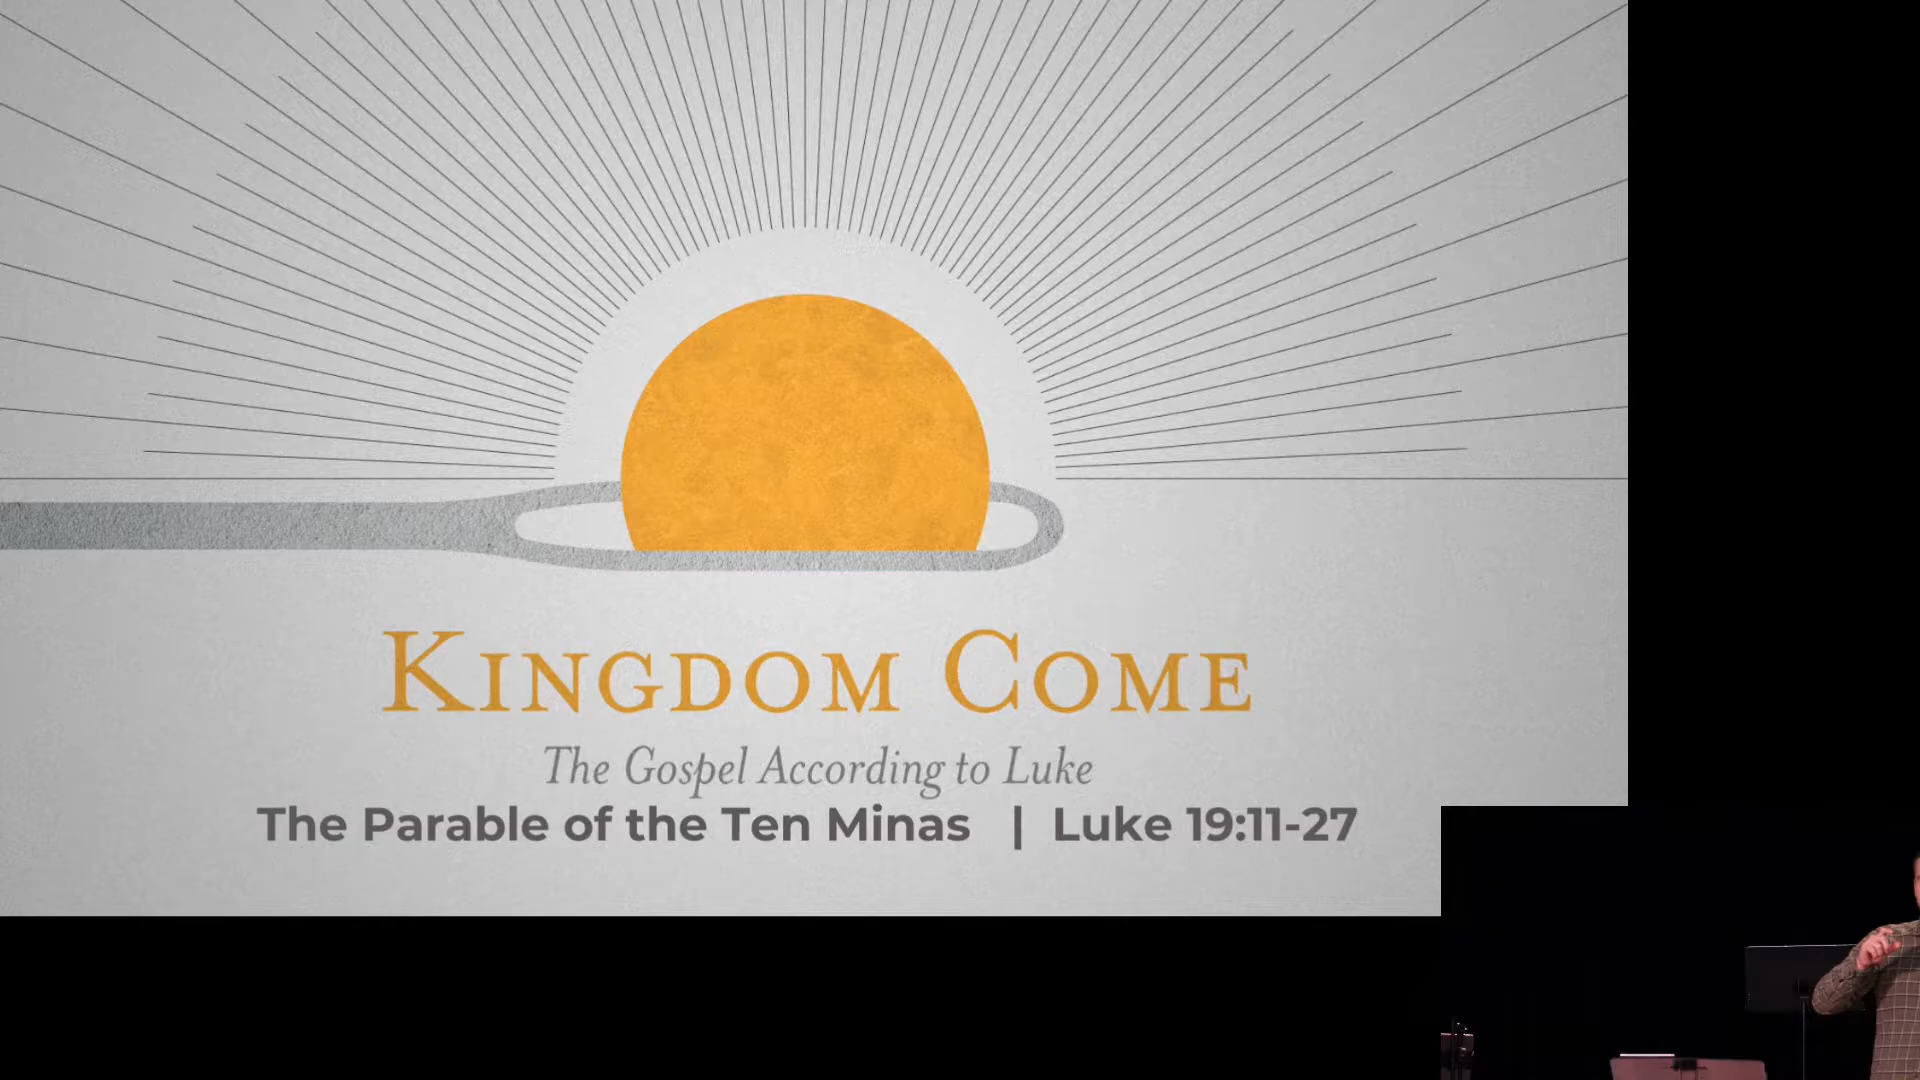 KINGDOM COME
The Gospel According to Luke
The Parable of the Ten Minas | Luke 19:11-27